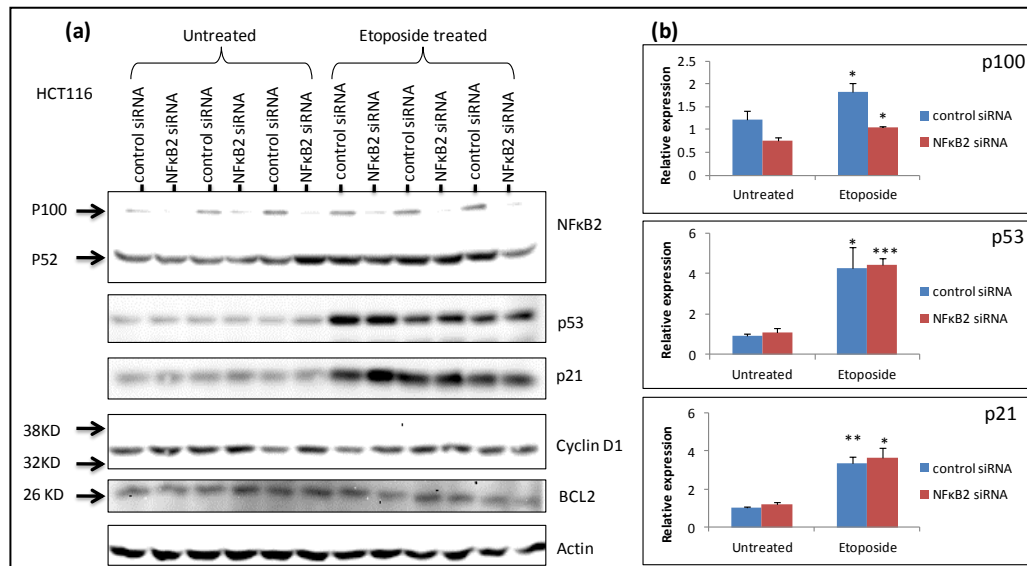 (a)
Untreated
Etoposide treated
HCT116
control siRNA
NFκB2 siRNA
control siRNA
NFκB2 siRNA
control siRNA
NFκB2 siRNA
control siRNA
NFκB2 siRNA
control siRNA
NFκB2 siRNA
control siRNA
NFκB2 siRNA
P100
NFκB2
P52
p53
p21
38KD
Cyclin D1
32KD
26 KD
BCL2
Actin
(b)
p100
Relative expression
2.5
2
1.5
1
0.5
0
*
*
Untreated
Etoposide
control siRNA
NFκB2 siRNA
p53
Relative expression
6
4
2
0
*
***
Untreated
Etoposide
control siRNA
NFκB2 siRNA
p21
Relative expression
6
4
2
0
**
*
Untreated
Etoposide
control siRNA
NFκB2 siRNA